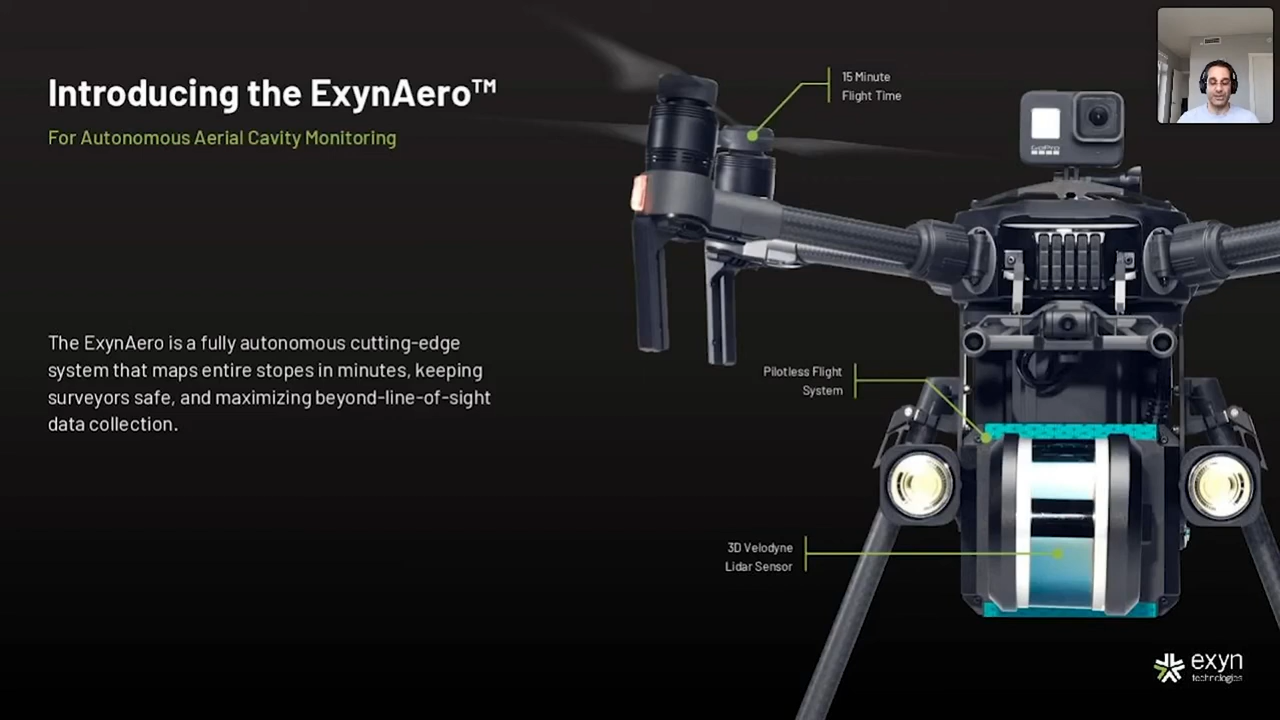 Introducing the ExynAero™
For Autonomous Aerial Cavity Monitoring
The ExynAero is a fully autonomous cutting-edge
system that maps entire stopes in minutes, keeping
surveyors safe, and maximizing beyond-line-of-sight
data collection.
15 Minute
Flight Time
GoPro
Pilotless Flight
System
3D Velodyne
Lidar Sensor
exyn
technologies